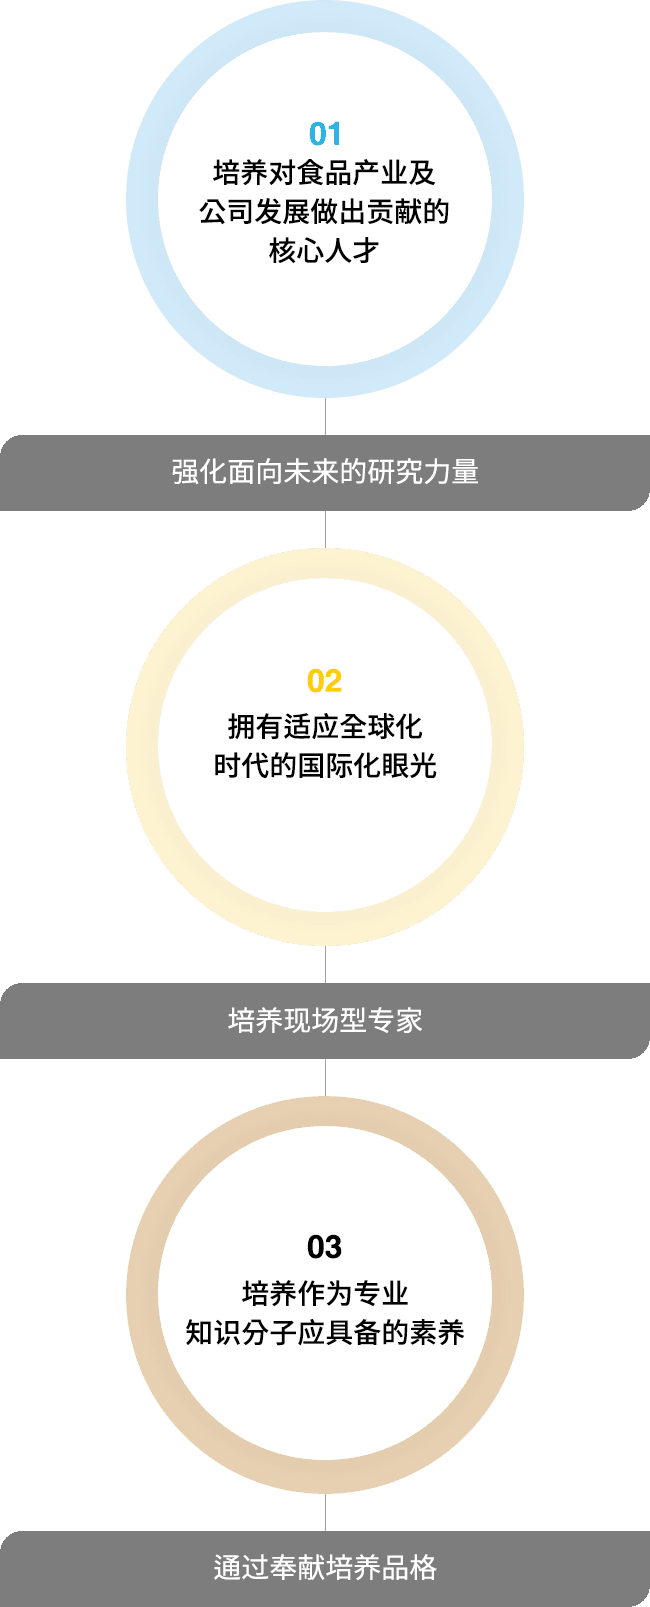 01
培养对食品产业及
公司发展做出贡献的
核心人才
强化面向未来的研究力量
02
拥有适应全球化
时代的国际化眼光
培养现场型专家
03
培养作为专业
知识分子应具备的素养
通过奉献培养品格